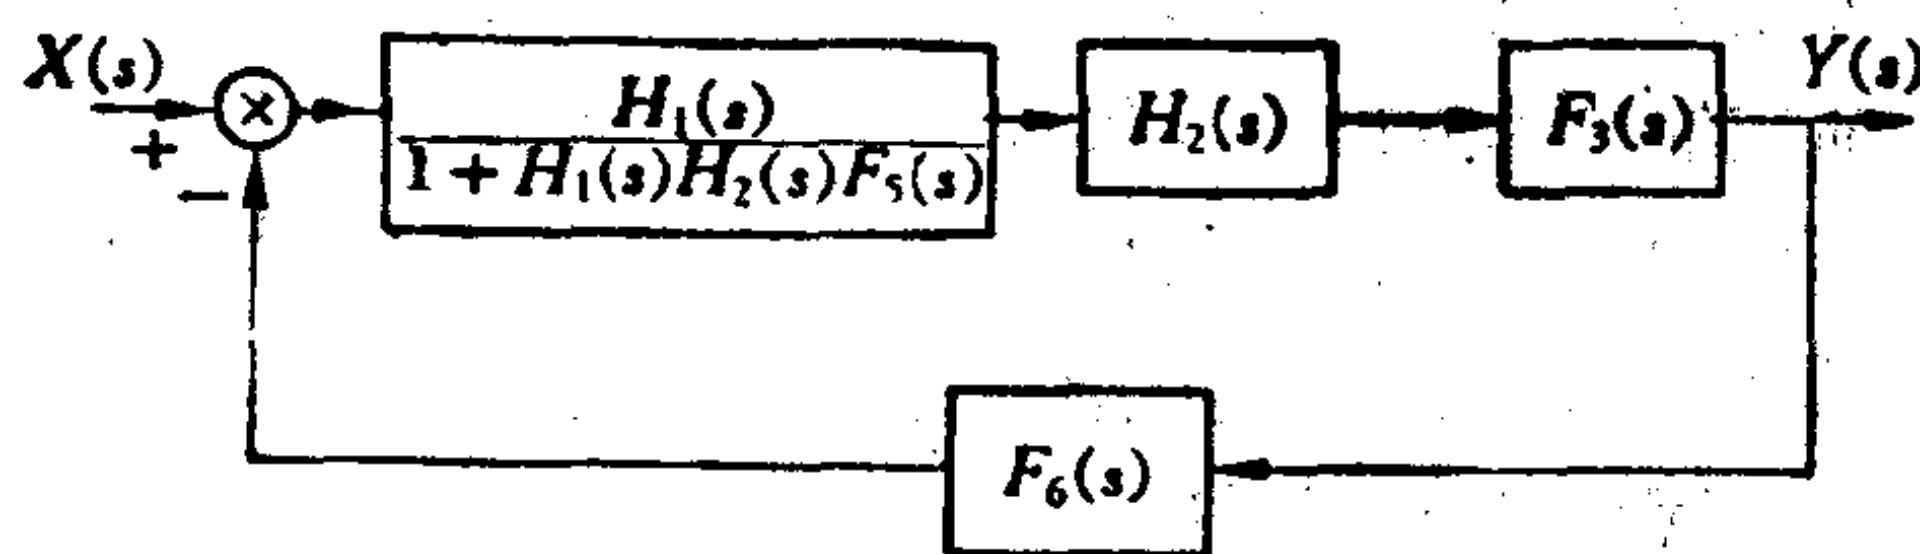 X(s)
+
−
H₁(s)
1 + H₁(s)H₂(s)F₅(s)
H₂(s)
F₃(s)
Y(s)
F₆(s)